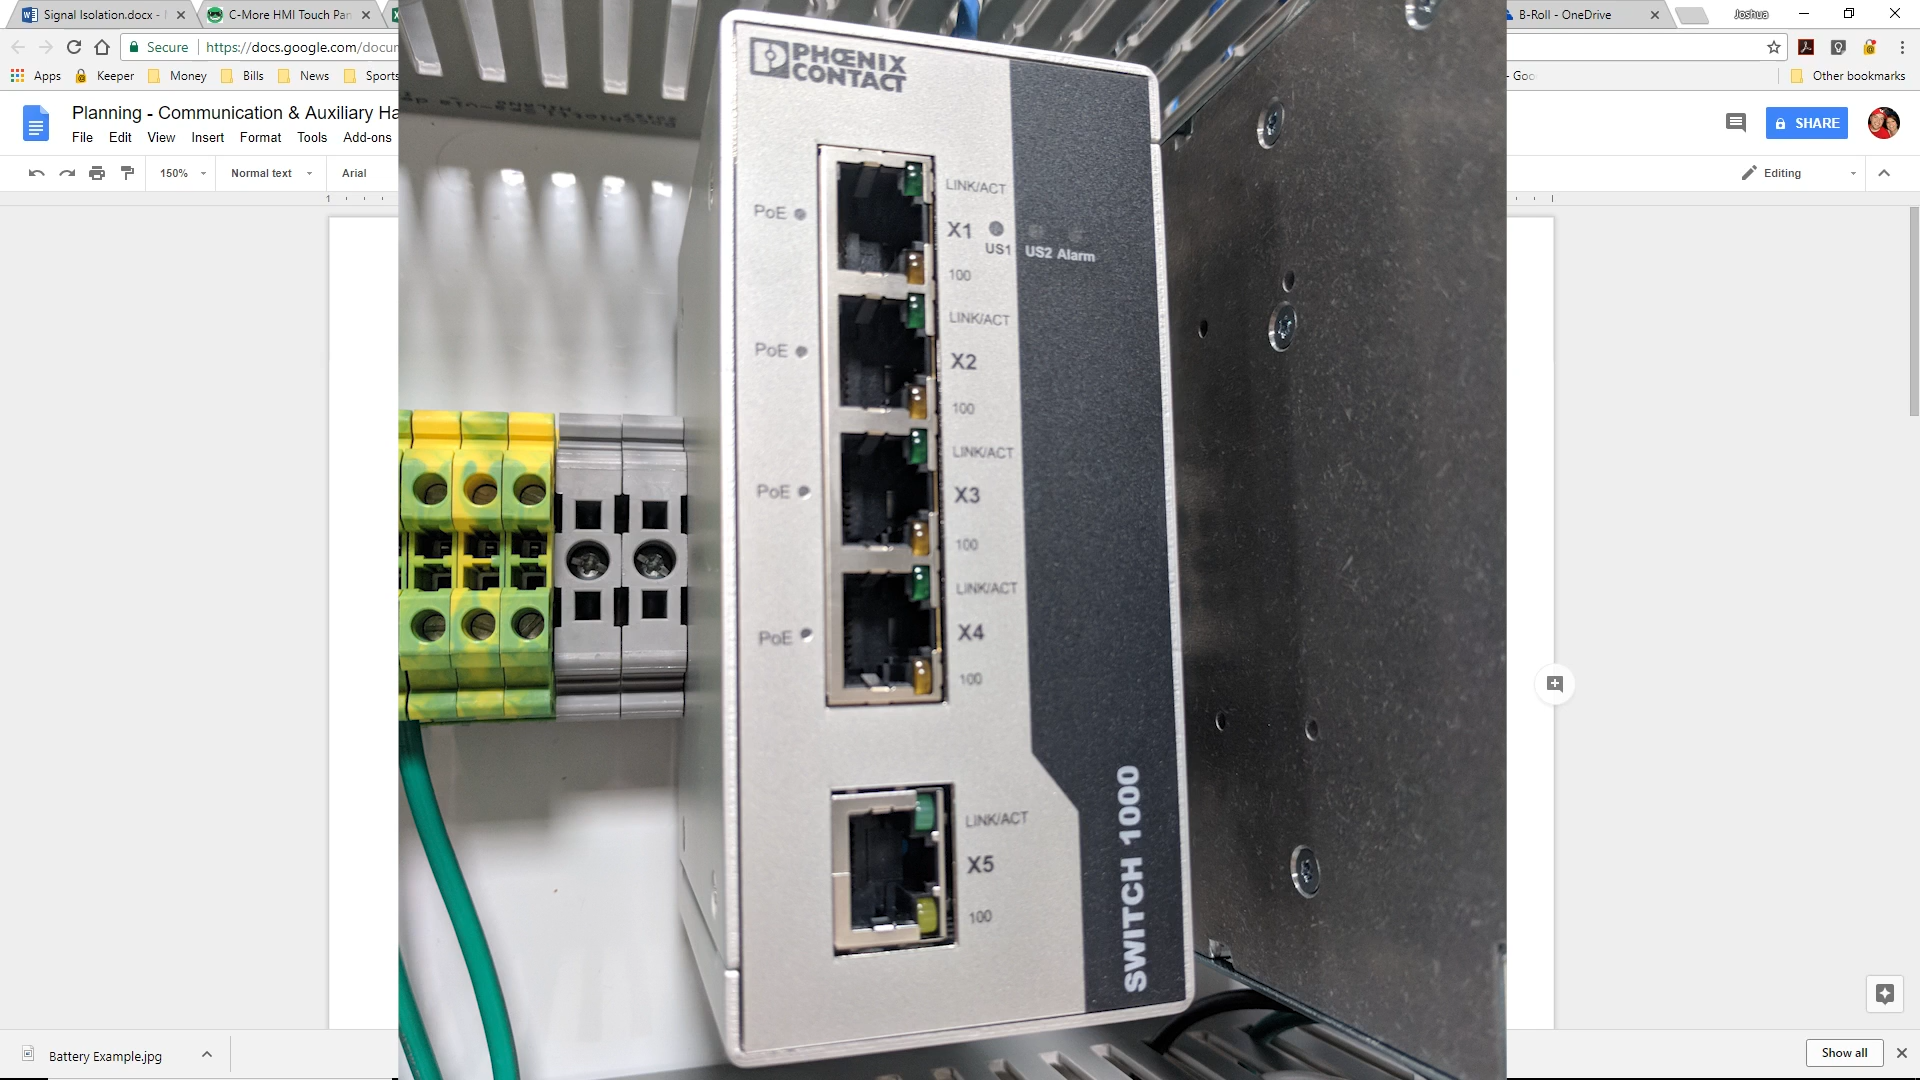 Signal Isolation.docx -
C-More HMI Touch Pan
B-Roll - OneDrive
Joshua
Secure
https://docs.google.com/docu
Apps
Keeper
Money
Bills
News
Sports
Goo
Other bookmarks
Planning - Communication & Auxiliary Ha
File Edit View Insert Format Tools Add-ons
SHARE
150%
Normal text
Arial
Editing
1
PHŒNIX
CONTACT
LINK/ACT
PoE
X1
US1
US2 Alarm
100
LINK/ACT
PoE
X2
100
LINK/ACT
PoE
X3
100
LINK/ACT
PoE
X4
100
LINK/ACT
X5
100
SWITCH 1000
Battery Example.jpg
Show all